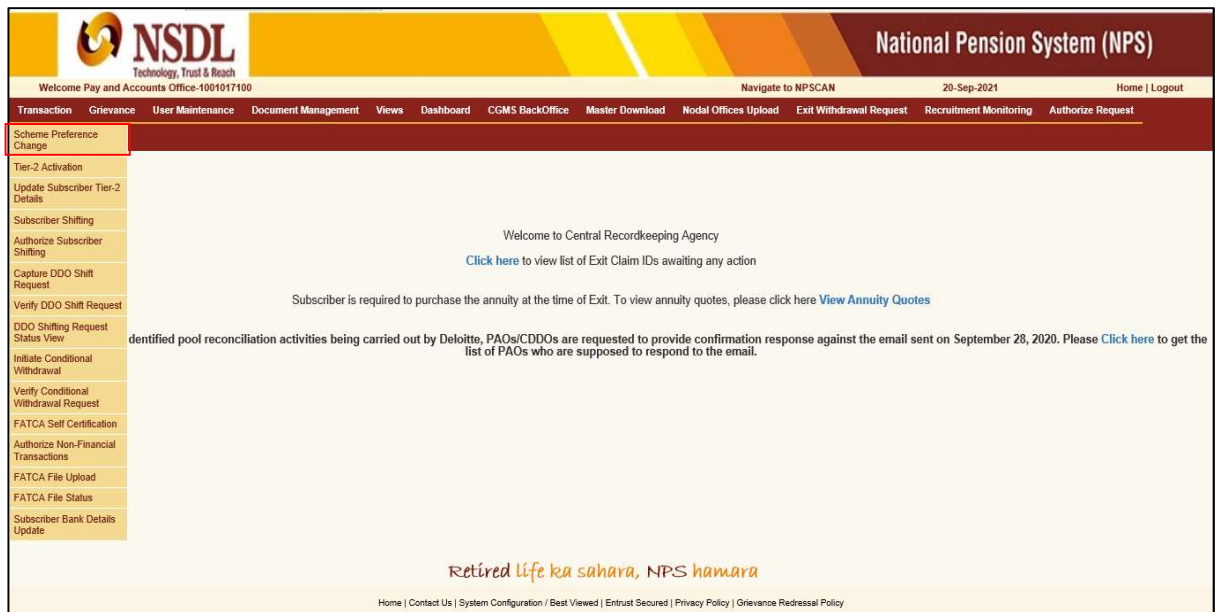 NSDL
Technology, Trust & Reach
National Pension System (NPS)
Welcome Pay and Accounts Office-1001017100 Navigate to NPSCAN 20-Sep-2021 Home | Logout
Transaction Grievance User Maintenance Document Management Views Dashboard CGMS BackOffice Master Download Nodal Offices Upload Exit Withdrawal Request Recruitment Monitoring Authorize Request
Scheme Preference
Change
Tier-2 Activation
Update Subscriber Tier-2
Details
Subscriber Shifting
Authorize Subscriber
Shifting
Capture DDO Shift
Request
Verify DDO Shift Request
DDO Shifting Request
Status View
Initiate Conditional
Withdrawal
Verify Conditional
Withdrawal Request
FATCA Self Certification
Authorize Non-Financial
Transactions
FATCA File Upload
FATCA File Status
Subscriber Bank Details
Update
Welcome to Central Recordkeeping Agency
Click here to view list of Exit Claim IDs awaiting any action
Subscriber is required to purchase the annuity at the time of Exit. To view annuity quotes, please click here View Annuity Quotes
dentified pool reconciliation activities being carried out by Deloitte, PAOs/CDDOs are requested to provide confirmation response against the email sent on September 28, 2020. Please Click here to get the
list of PAOs who are supposed to respond to the email.
Retired life ka sahara, NPS hamara
Home | Contact Us | System Configuration / Best Viewed | Entrust Secured | Privacy Policy | Grievance Redressal Policy